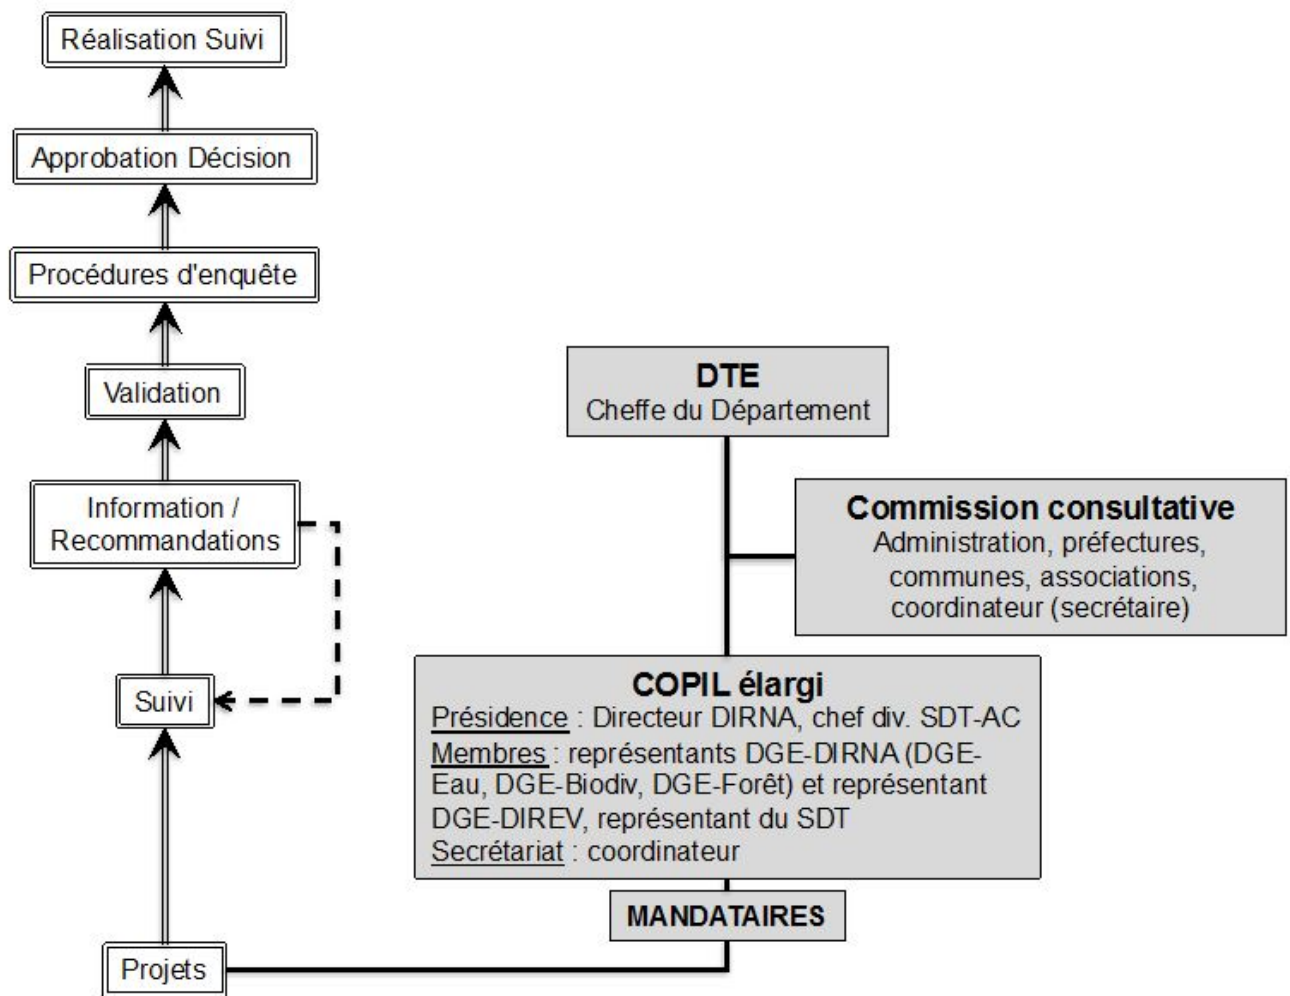 Réalisation Suivi
Approbation Décision
Procédures d'enquête
Validation
Information /
Recommandations
Suivi
Projets
DTE
Cheffe du Département
Commission consultative
Administration, préfectures,
communes, associations,
coordinateur (secrétaire)
COPIL élargi
Présidence : Directeur DIRNA, chef div. SDT-AC
Membres : représentants DGE-DIRNA (DGE-
Eau, DGE-Biodiv, DGE-Forêt) et représentant
DGE-DIREV, représentant du SDT
Secrétariat : coordinateur
MANDATAIRES